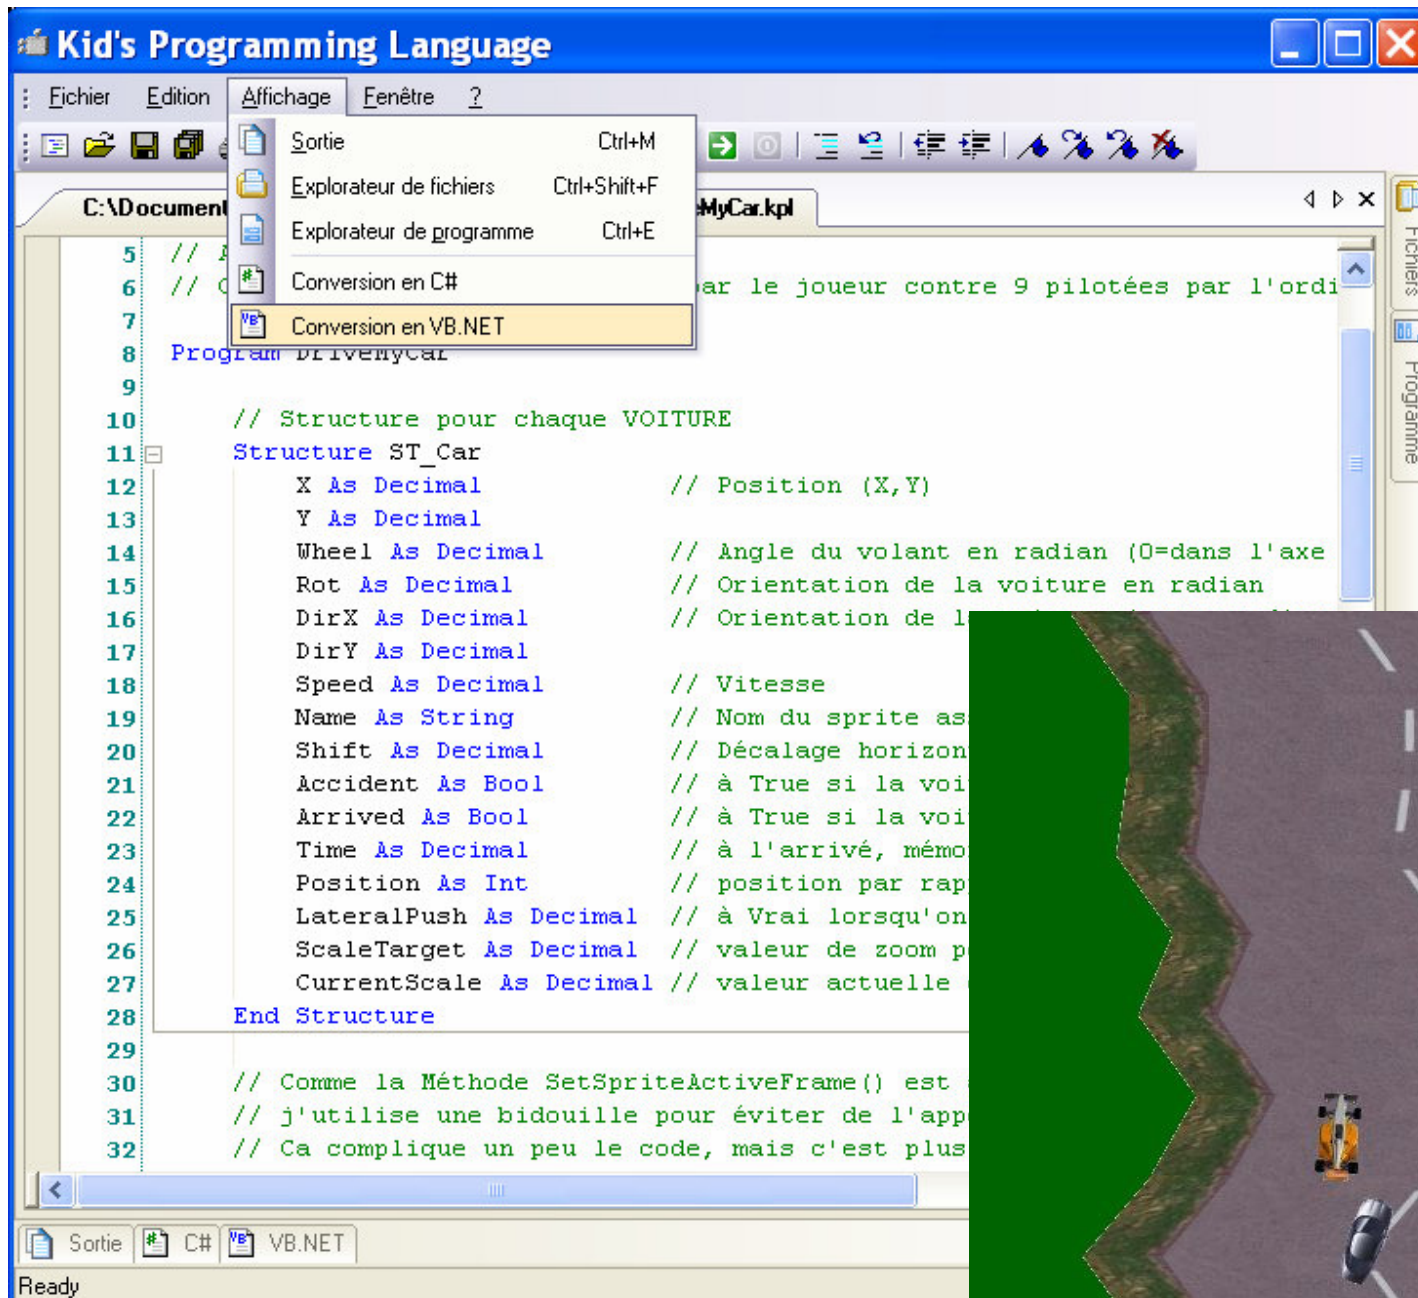 Kid's Programming Language
Fichier Edition Affichage Fenêtre ?
Sortie Ctrl+M
Explorateur de fichiers Ctrl+Shift+F
Explorateur de programme Ctrl+E
Conversion en C#
Conversion en VB.NET
C:\Document MyCar.kpl
Fichiers
Programme
5 //
6 // ar le joueur contre 9 pilotées par l'ordi
7
8 Program DriveMyCar
9
10 // Structure pour chaque VOITURE
11 Structure ST_Car
12 X As Decimal // Position (X,Y)
13 Y As Decimal
14 Wheel As Decimal // Angle du volant en radian (0=dans l'axe
15 Rot As Decimal // Orientation de la voiture en radian
16 DirX As Decimal // Orientation de l
17 DirY As Decimal
18 Speed As Decimal // Vitesse
19 Name As String // Nom du sprite as
20 Shift As Decimal // Décalage horizon
21 Accident As Bool // à True si la voi
22 Arrived As Bool // à True si la voi
23 Time As Decimal // à l'arrivé, mémo
24 Position As Int // position par rap
25 LateralPush As Decimal // à Vrai lorsqu'on
26 ScaleTarget As Decimal // valeur de zoom p
27 CurrentScale As Decimal // valeur actuelle
28 End Structure
29
30 // Comme la Méthode SetSpriteActiveFrame() est
31 // j'utilise une bidouille pour éviter de l'app
32 // Ca complique un peu le code, mais c'est plus
Sortie C# VB.NET
Ready